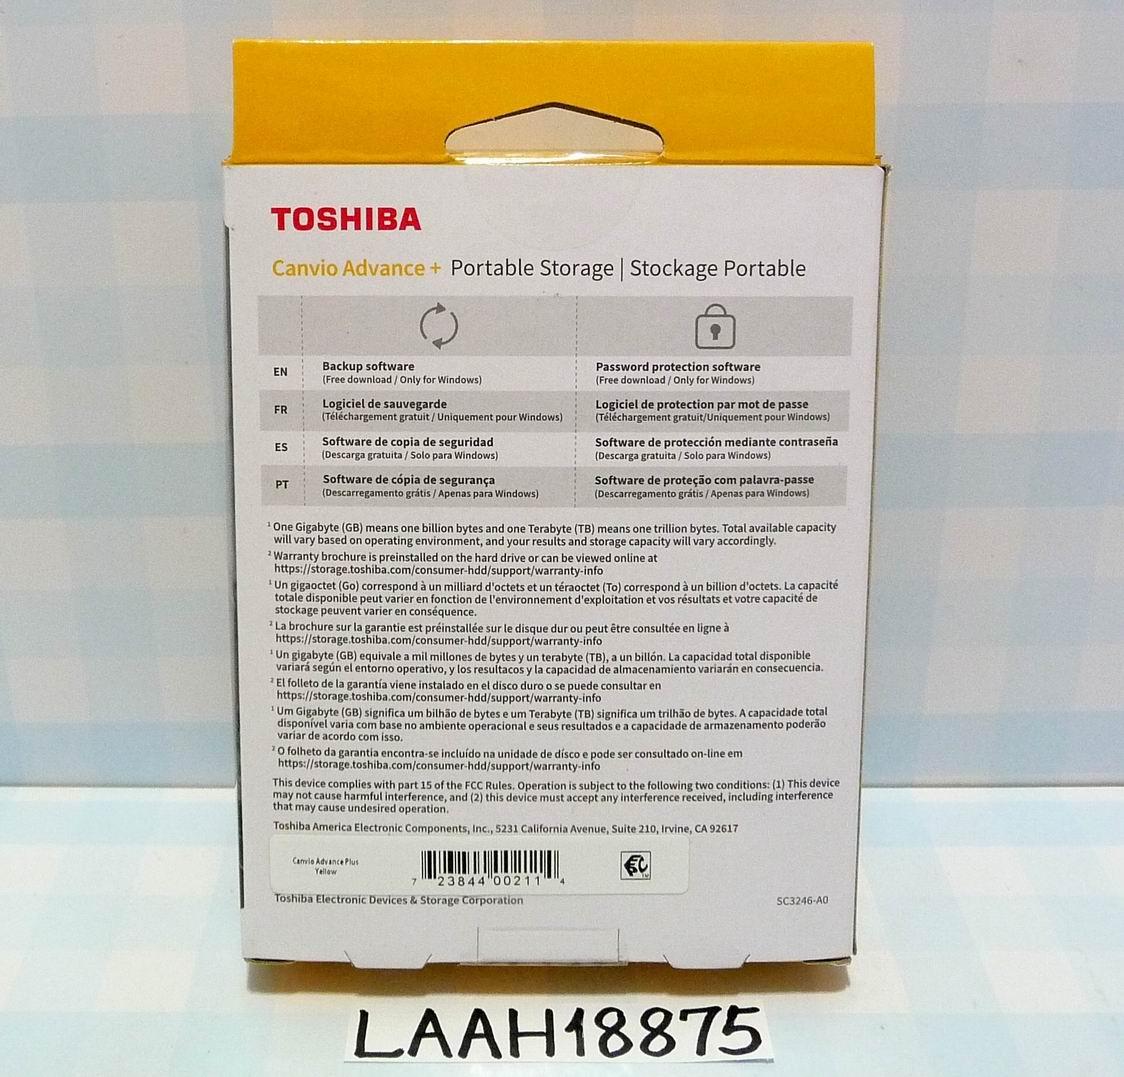 TOSHIBA
Canvio Advance + Portable Storage | Stockage Portable
EN Backup software Password protection software
(Free download / Only for Windows) (Free download / Only for Windows)
FR Logiciel de sauvegarde Logiciel de protection par mot de passe
(Téléchargement gratuit / Uniquement pour Windows) (Téléchargement gratuit/Uniquement pour Windows)
ES Software de copia de seguridad Software de protección mediante contraseña
(Descarga gratuita / Solo para Windows) (Descarga gratuita / Solo para Windows)
PT Software de cópia de segurança Software de proteção com palavra-passe
(Descarregamento grátis / Apenas para Windows) (Descarregamento grátis / Apenas para Windows)
¹ One Gigabyte (GB) means one billion bytes and one Terabyte (TB) means one trillion bytes. Total available capacity
will vary based on operating environment, and your results and storage capacity will vary accordingly.
² Warranty brochure is preinstalled on the hard drive or can be viewed online at
https://storage.toshiba.com/consumer-hdd/support/warranty-info
¹ Un gigaoctet (Go) correspond à un milliard d'octets et un téraoctet (To) correspond à un billion d'octets. La capacité
totale disponible peut varier en fonction de l'environnement d'exploitation et vos résultats et votre capacité de
stockage peuvent varier en conséquence.
² La brochure sur la garantie est préinstallée sur le disque dur ou peut être consultée en ligne à
https://storage.toshiba.com/consumer-hdd/support/warranty-info
¹ Un gigabyte (GB) equivale a mil millones de bytes y un terabyte (TB), a un billón. La capacidad total disponible
variará según el entorno operativo, y los resultacos y la capacidad de almacenamiento variarán en consecuencia.
² El folleto de la garantía viene instalado en el disco duro o se puede consultar en
https://storage.toshiba.com/consumer-hdd/support/warranty-info
¹ Um Gigabyte (GB) significa um bilhão de bytes e um Terabyte (TB) significa um trilhão de bytes. A capacidade total
disponível varia com base no ambiente operacional e seus resultados e a capacidade de armazenamento poderão
variar de acordo com isso.
² O folheto da garantia encontra-se incluído na unidade de dísco e pode ser consultado on-line em
https://storage.toshiba.com/consumer-hdd/support/warranty-info
This device complies with part 15 of the FCC Rules. Operation is subject to the following two conditions: (1) This device
may not cause harmful interference, and (2) this device must accept any interference received, including interference
that may cause undesired operation.
Toshiba America Electronic Components, Inc., 5231 California Avenue, Suite 210, Irvine, CA 92617
Canvio Advance Plus
Yellow
7 23844 00211 4
Toshiba Electronic Devices & Storage Corporation SC3246-A0
LAAH18875